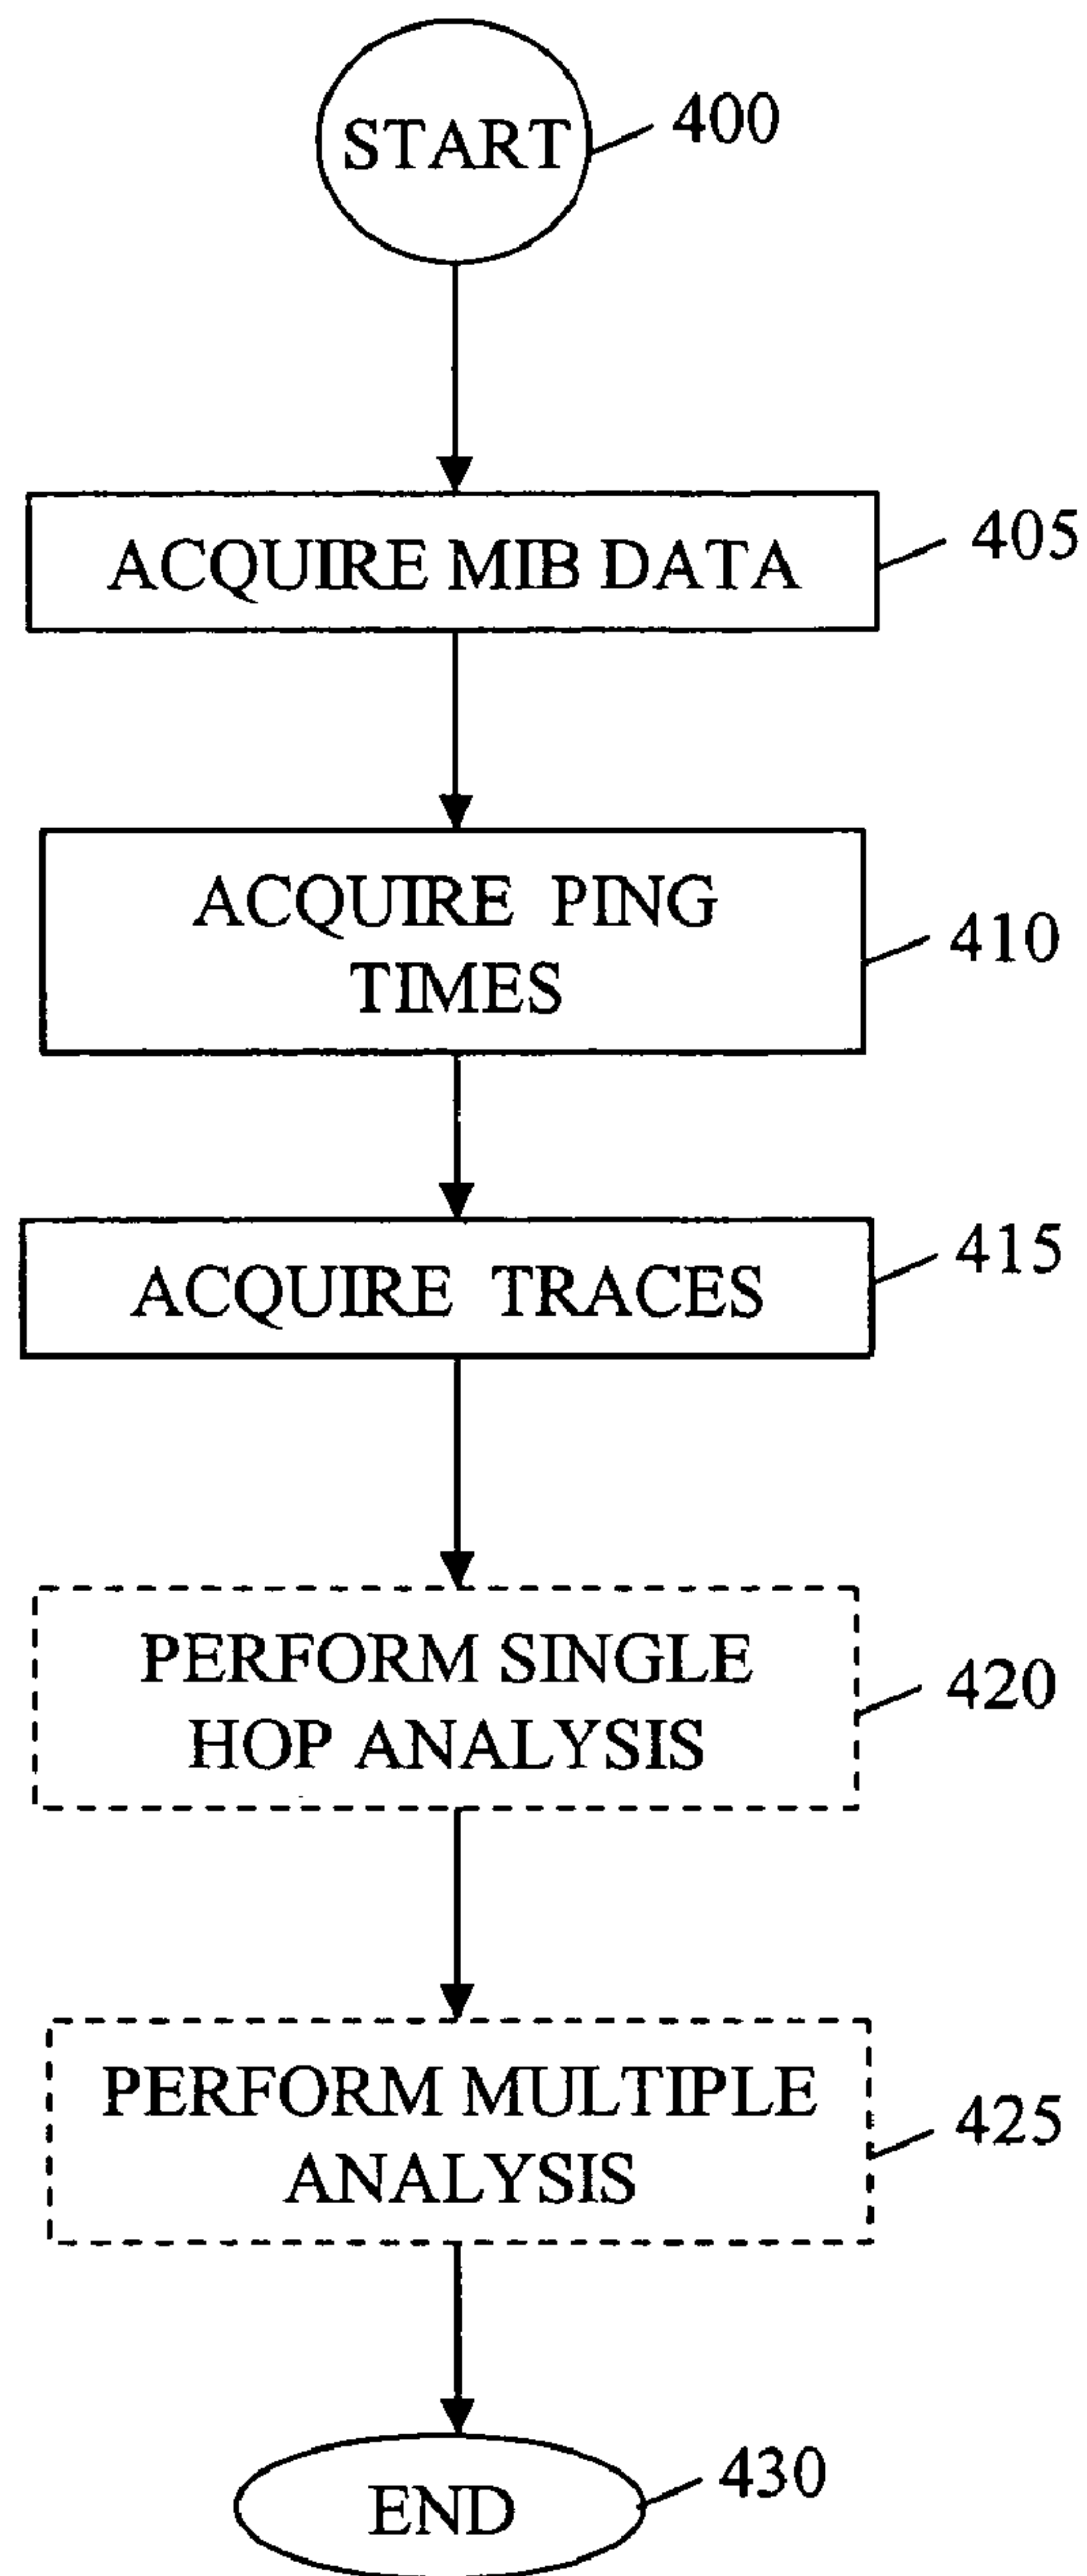 START
400
ACQUIRE MIB DATA
405
ACQUIRE PING
TIMES
410
ACQUIRE TRACES
415
PERFORM SINGLE
HOP ANALYSIS
420
PERFORM MULTIPLE
ANALYSIS
425
END
430